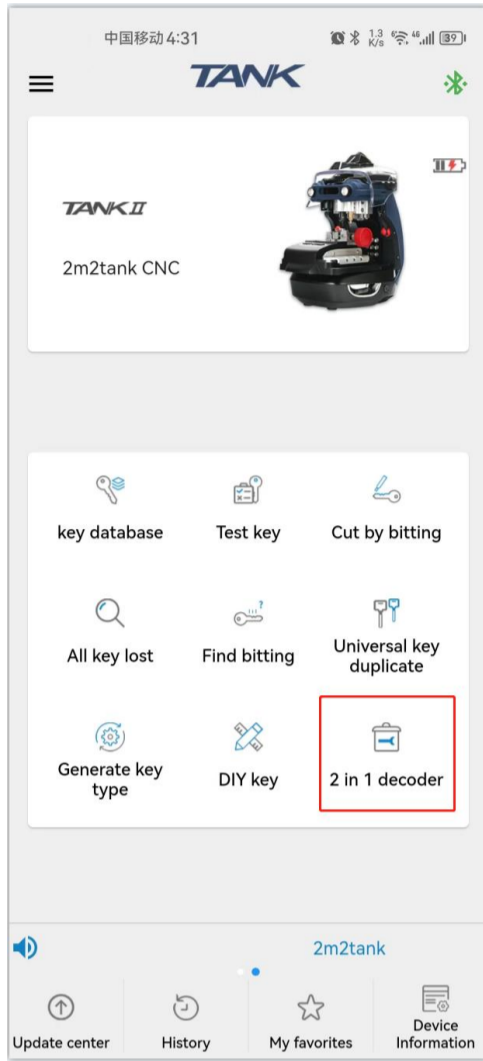 中国移动4:31
1.3
K/s
46
39
TANK
TANK II
2m2tank CNC
key database
Test key
Cut by bitting
All key lost
Find bitting
Universal key
duplicate
Generate key
type
DIY key
2 in 1 decoder
2m2tank
Update center
History
My favorites
Device
Information